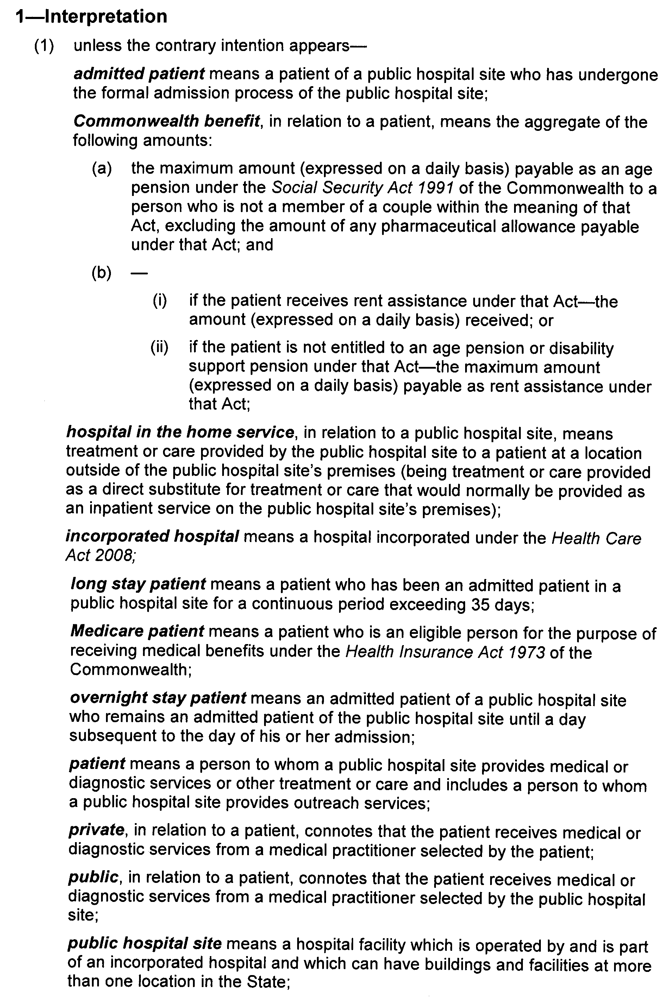 1—Interpretation
(1) unless the contrary intention appears—
admitted patient means a patient of a public hospital site who has undergone
the formal admission process of the public hospital site;
Commonwealth benefit, in relation to a patient, means the aggregate of the
following amounts:
(a) the maximum amount (expressed on a daily basis) payable as an age
pension under the Social Security Act 1991 of the Commonwealth to a
person who is not a member of a couple within the meaning of that
Act, excluding the amount of any pharmaceutical allowance payable
under that Act; and
(b) —
(i) if the patient receives rent assistance under that Act—the
amount (expressed on a daily basis) received; or
(ii) if the patient is not entitled to an age pension or disability
support pension under that Act—the maximum amount
(expressed on a daily basis) payable as rent assistance under
that Act;
hospital in the home service, in relation to a public hospital site, means
treatment or care provided by the public hospital site to a patient at a location
outside of the public hospital site's premises (being treatment or care provided
as a direct substitute for treatment or care that would normally be provided as
an inpatient service on the public hospital site's premises);
incorporated hospital means a hospital incorporated under the Health Care
Act 2008;
long stay patient means a patient who has been an admitted patient in a
public hospital site for a continuous period exceeding 35 days;
Medicare patient means a patient who is an eligible person for the purpose of
receiving medical benefits under the Health Insurance Act 1973 of the
Commonwealth;
overnight stay patient means an admitted patient of a public hospital site
who remains an admitted patient of the public hospital site until a day
subsequent to the day of his or her admission;
patient means a person to whom a public hospital site provides medical or
diagnostic services or other treatment or care and includes a person to whom
a public hospital site provides outreach services;
private, in relation to a patient, connotes that the patient receives medical or
diagnostic services from a medical practitioner selected by the patient;
public, in relation to a patient, connotes that the patient receives medical or
diagnostic services from a medical practitioner selected by the public hospital
site;
public hospital site means a hospital facility which is operated by and is part
of an incorporated hospital and which can have buildings and facilities at more
than one location in the State;